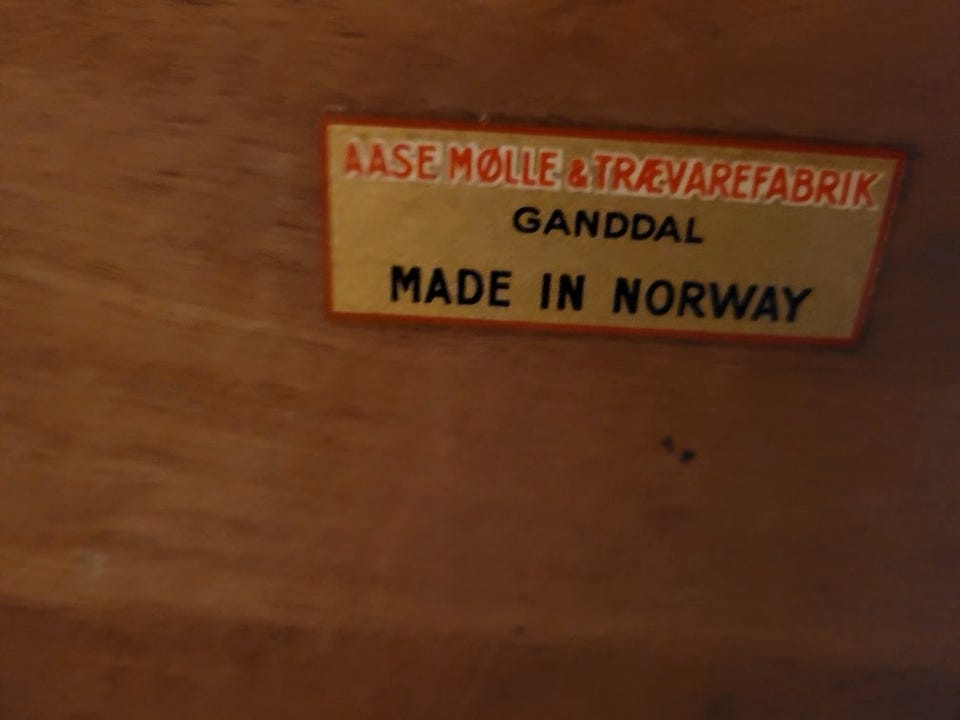 AASE MØLLE & TRÆVAREFABRIK
GANDDAL
MADE IN NORWAY